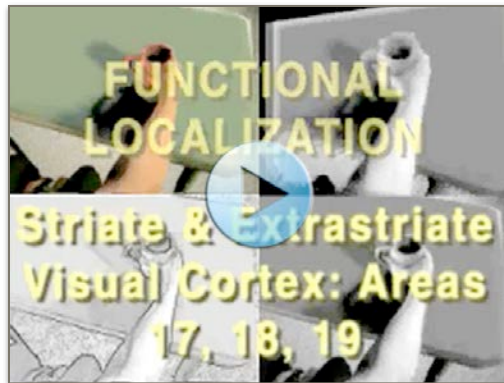 FUNCTIONAL
LOCALIZATION
Striate & Extrastriate
Visual Cortex: Areas
17, 18, 19